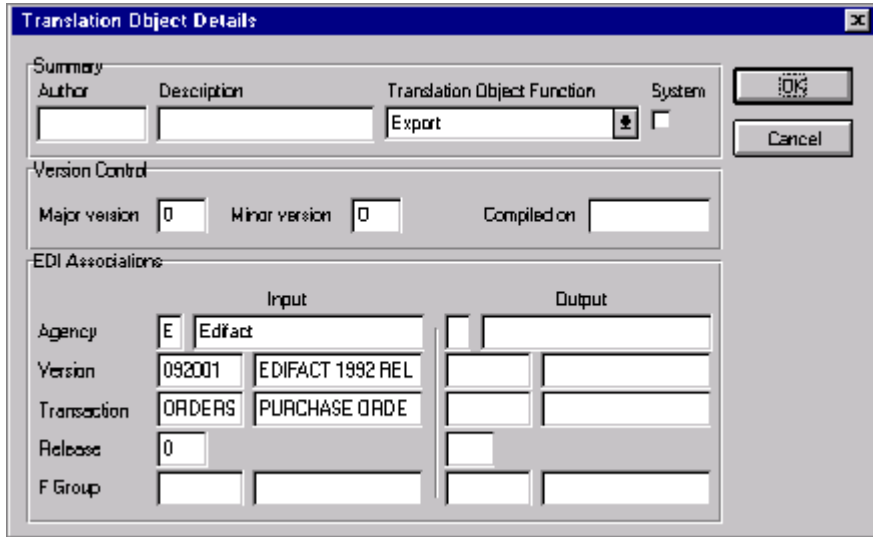 Translation Object Details
Summary
Author Description Translation Object Function System
Export
OK
Cancel
Version Control
Major version 0 Minor version 0 Compiled on
EDI Associations
Input Output
Agency E Edifact
Version 092001 EDIFACT 1992 REL
Transaction ORDERS PURCHASE ORDE
Release 0
F Group